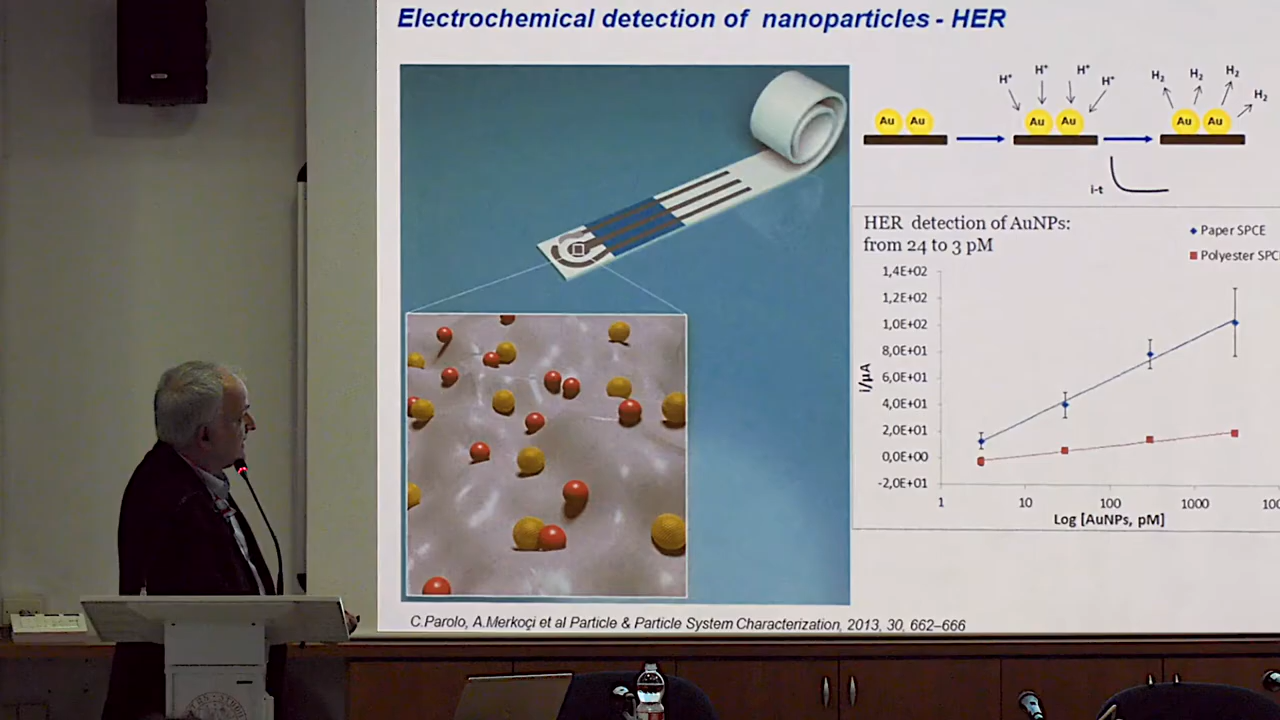 Electrochemical detection of nanoparticles - HER
H⁺ H⁺ H⁺ H⁺
H₂ H₂ H₂ H₂
Au Au
Au Au
Au Au
i-t
HER detection of AuNPs:
from 24 to 3 pM
Paper SPCE
Polyester SPC
1,4E+02
1,2E+02
1,0E+02
8,0E+01
6,0E+01
4,0E+01
2,0E+01
0,0E+00
-2,0E+01
i/µA
1 10 100 1000
Log [AuNPs, pM]
C.Parolo, A.Merkoçi et al Particle & Particle System Characterization, 2013, 30, 662–666